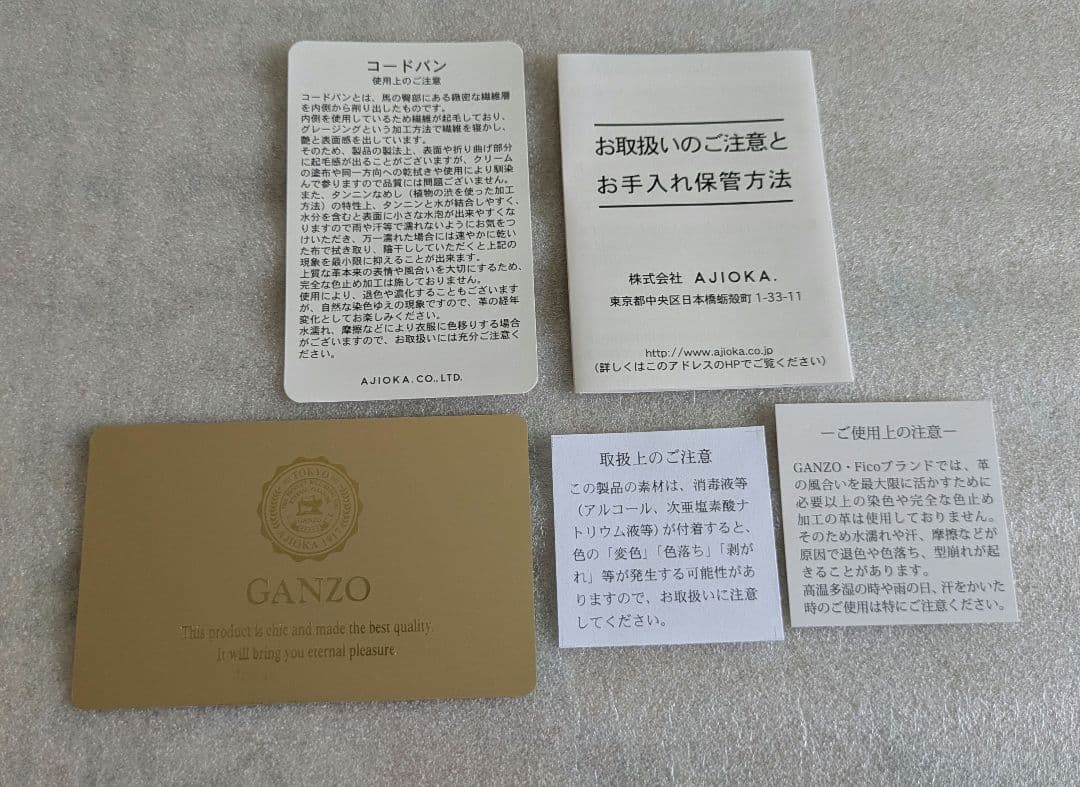 コードバン
使用上のご注意
コードバンとは、馬の臀部にある緻密な繊維層
を内側から削り出したものです。
内側を使用しているため繊維が起毛しており、
グレージングという加工方法で繊維を寝かし、
艶と表面感を出しています。
そのため、製品の製法上、表面や折り曲げ部分
に起毛感が出ることがございますが、クリーム
の塗布や同一方向への乾拭きや使用により馴染
んで参りますので品質には問題ございません。
また、タンニンなめし（植物の渋を使った加工
方法）の特性上、タンニンと水が結合しやすく、
水分を含むと表面に小さな水泡が出来やすくな
りますので雨や汗等で濡れないようにお気をつ
けいただき、万一濡れた場合には速やかに乾い
た布で拭き取り、陰干ししていただくと上記の
現象を最小限に抑えることが出来ます。
上質な革本来の表情や風合いを大切にするため、
完全な色止め加工は施しておりません。
使用により、退色や濃化することもございます
が、自然な染色ゆえの現象ですので、革の経年
変化としてお楽しみください。
水濡れ、摩擦などにより衣服に色移りする場合
がございますので、お取扱いには充分ご注意く
ださい。
AJIOKA.CO.,LTD.
お取扱いのご注意と
お手入れ保管方法
株式会社 AJIOKA.
東京都中央区日本橋蛎殻町 1-33-11
http://www.ajioka.co.jp
（詳しくはこのアドレスのHPでご覧ください）
TOKYO
GANZO
AJIOKA 1917
GANZO
This product is chic and made the best quality.
It will bring you eternal pleasure.
取扱上のご注意
この製品の素材は、消毒液等
（アルコール、次亜塩素酸ナ
トリウム液等）が付着すると、
色の「変色」「色落ち」「剥が
れ」等が発生する可能性があ
りますので、お取扱いに注意
してください。
－ご使用上の注意－
GANZO・Ficoブランドでは、革
の風合いを最大限に活かすために
必要以上の染色や完全な色止め
加工の革は使用しておりません。
そのため水濡れや汗、摩擦などが
原因で退色や色落ち、型崩れが起
きることがあります。
高温多湿の時や雨の日、汗をかいた
時のご使用は特にご注意ください。